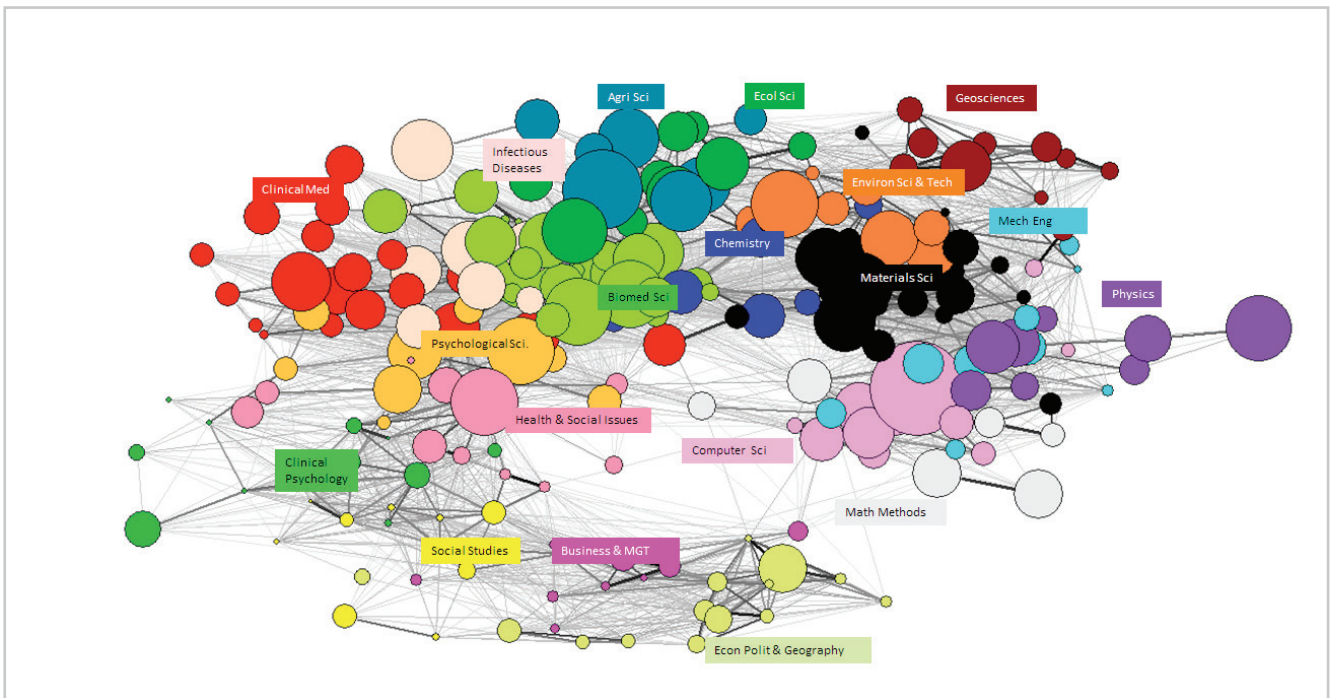 Agri Sci
Ecol Sci
Geosciences
Infectious
Diseases
Clinical Med
Environ Sci & Tech
Mech Eng
Chemistry
Materials Sci
Biomed Sci
Physics
Psychological Sci.
Health & Social Issues
Computer Sci
Clinical
Psychology
Math Methods
Social Studies
Business & MGT
Econ Polit & Geography